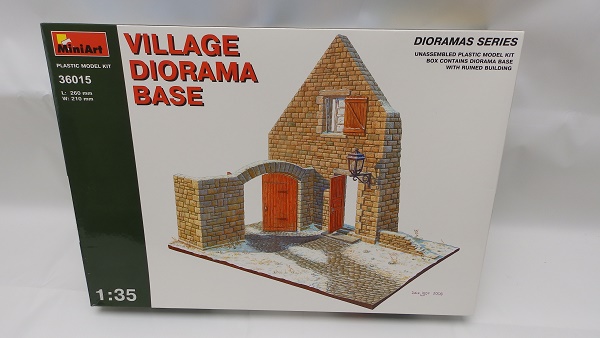 MiniArt
PLASTIC MODEL KIT
36015
L: 260 mm
W: 210 mm
1:35
VILLAGE
DIORAMA
BASE
DIORAMAS SERIES
UNASSEMBLED PLASTIC MODEL KIT
BOX CONTAINS DIORAMA BASE
WITH RUINED BUILDING